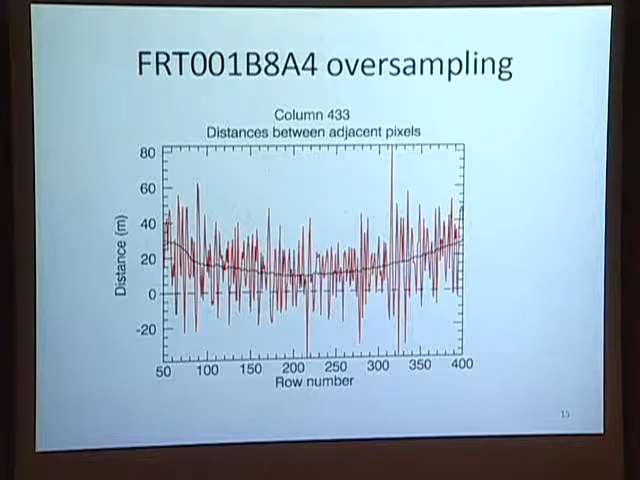 FRT001B8A4 oversampling
Column 433
Distances between adjacent pixels
80
60
40
20
0
-20
Distance (m)
50 100 150 200 250 300 350 400
Row number
15